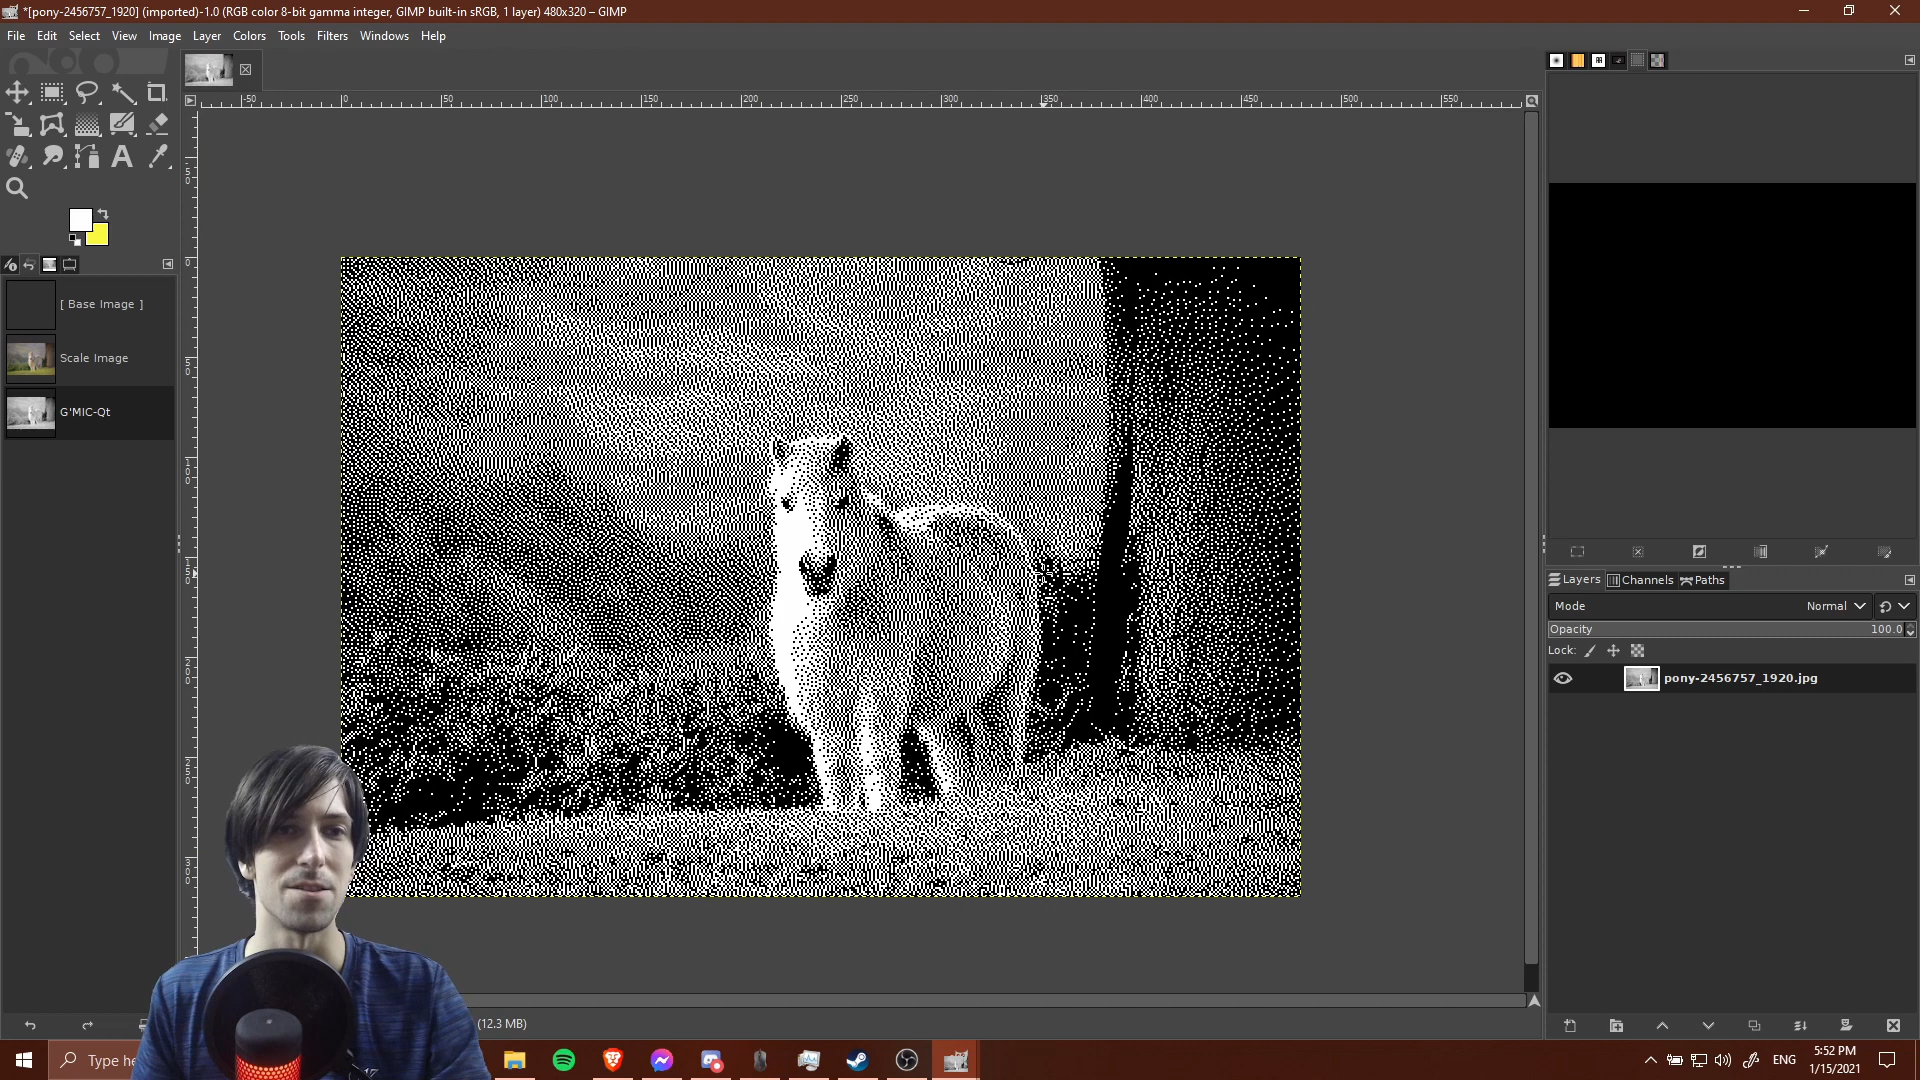 *[pony-2456757_1920] (imported)-1.0 (RGB color 8-bit gamma integer, GIMP built-in sRGB, 1 layer) 480x320 – GIMP
File Edit Select View Image Layer Colors Tools Filters Windows Help
-50 0 50 100 150 200 250 300 350 400 450 500 550
[ Base Image ]
Scale Image
G'MIC-Qt
Layers Channels Paths
Mode Normal
Opacity 100.0
Lock:
pony-2456757_1920.jpg
(12.3 MB)
Type he
ENG
5:52 PM
1/15/2021